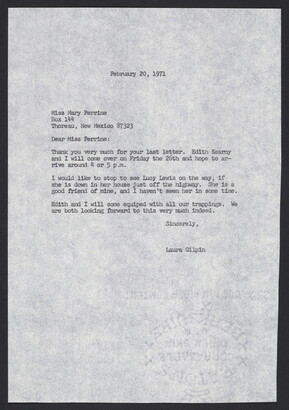 February 20, 1971
Miss Mary Perrine
Box 144
Thoreau, New Mexico 87323
Dear Miss Perrine:
Thank you very much for your last letter. Edith Kearny
and I will come over on Friday the 26th and hope to ar-
rive around 4 or 5 p.m.
I would like to stop to see Lucy Lewis on the way, if
she is down in her house just off the highway. She is a
good friend of mine, and I haven't seen her in some time.
Edith and I will come equiped with all our trappings. We
are both looking forward to this very much indeed.
Sincerely,
Laura Gilpin